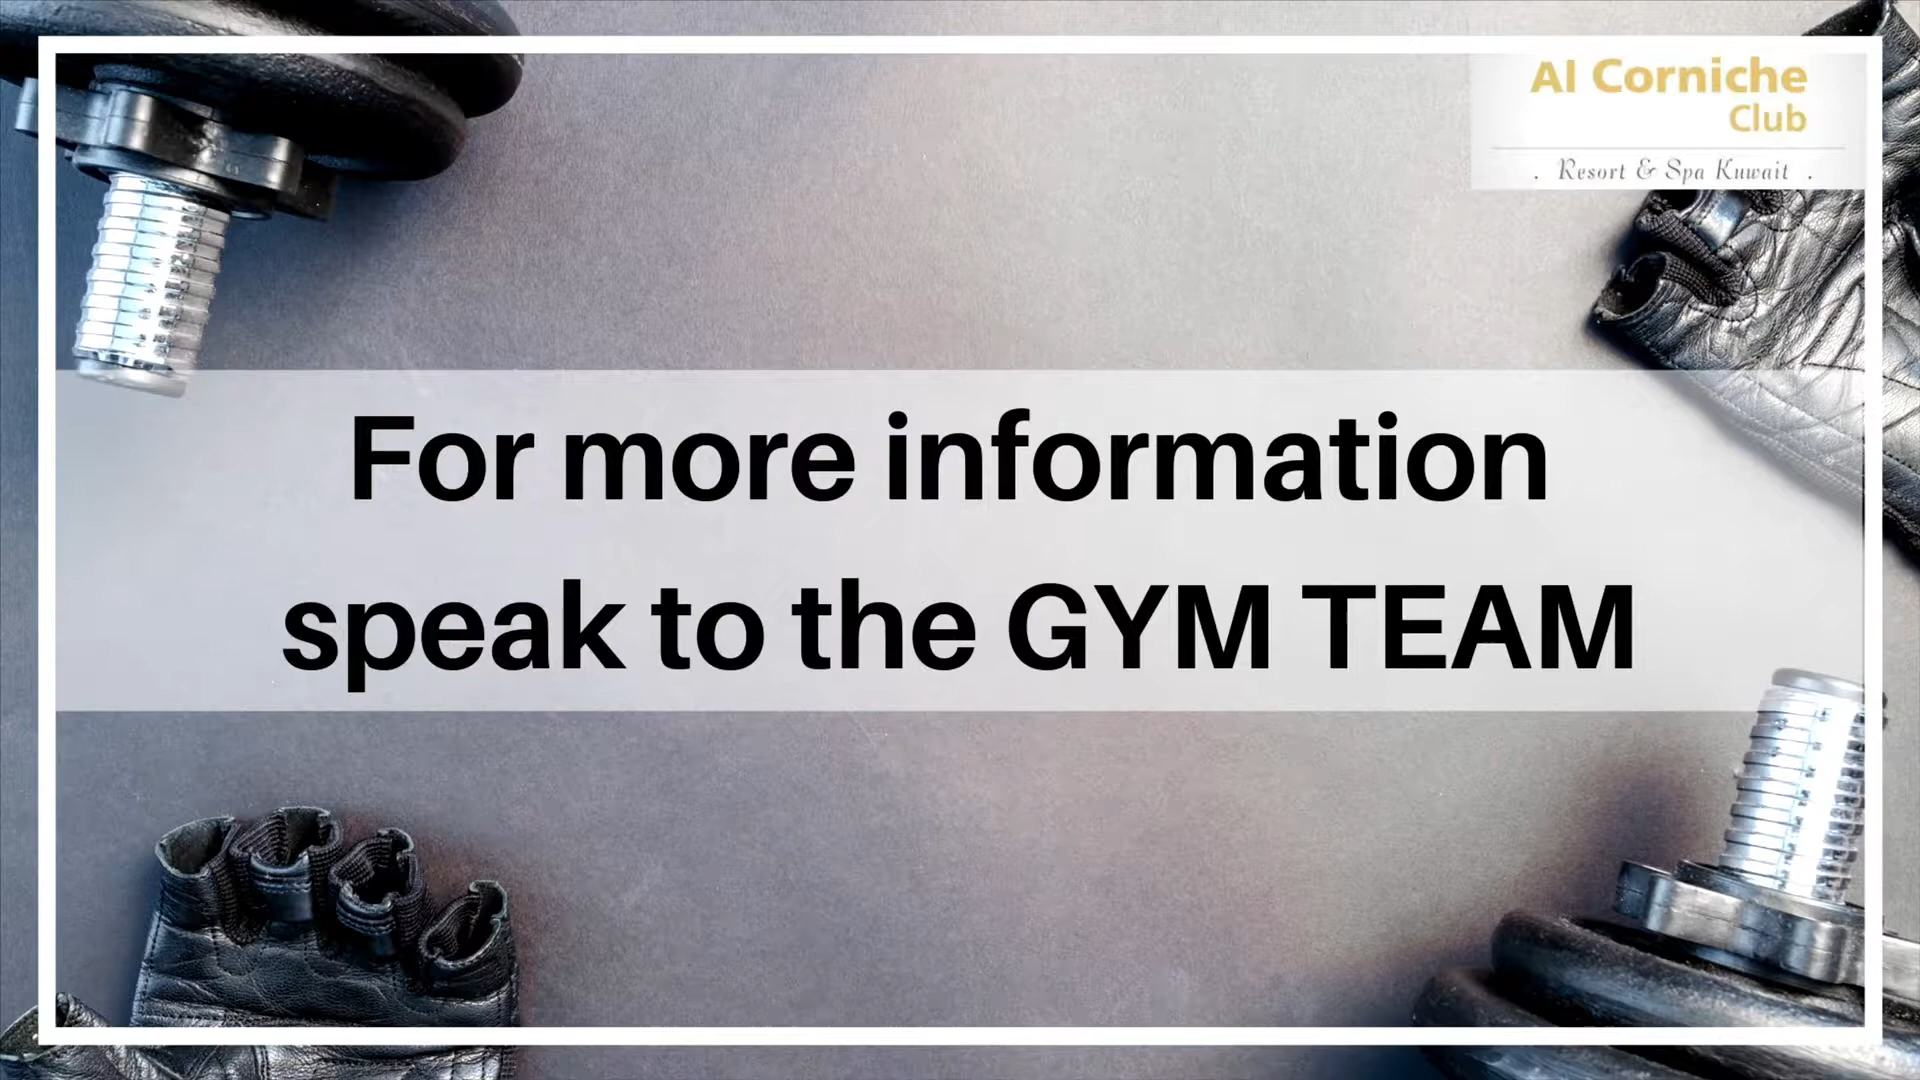 Al Corniche
Club
. Resort & Spa Kuwait .
For more information
speak to the GYM TEAM